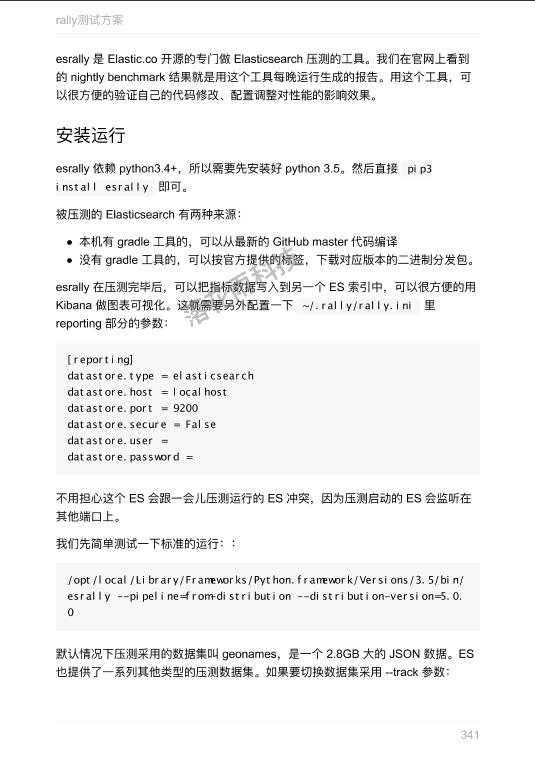 rally测试方案
esrally 是 Elastic.co 开源的专门做 Elasticsearch 压测的工具。我们在官网上看到
的 nightly benchmark 结果就是用这个工具每晚运行生成的报告。用这个工具，可
以很方便的验证自己的代码修改、配置调整对性能的影响效果。
安装运行
esrally 依赖 python3.4+，所以需要先安装好 python 3.5。然后直接 pip3
install esrally 即可。
被压测的 Elasticsearch 有两种来源：
● 本机有 gradle 工具的，可以从最新的 GitHub master 代码编译
● 没有 gradle 工具的，可以按官方提供的标签，下载对应版本的二进制分发包。
esrally 在压测完毕后，可以把指标数据写入到另一个 ES 索引中，可以很方便的用
Kibana 做图表可视化。这就需要另外配置一下 ~/.rally/rally.ini 里
reporting 部分的参数：
[reporting]
datastore.type = elasticsearch
datastore.host = localhost
datastore.port = 9200
datastore.secure = False
datastore.user =
datastore.password =
不用担心这个 ES 会跟一会儿压测运行的 ES 冲突，因为压测启动的 ES 会监听在
其他端口上。
我们先简单测试一下标准的运行：：
/opt/local/Library/Frameworks/Python.framework/Versions/3.5/bin/
esrally --pipeline=from-distribution --distribution-version=5.0.
0
默认情况下压测采用的数据集叫 geonames，是一个 2.8GB 大的 JSON 数据。ES
也提供了一系列其他类型的压测数据集。如果要切换数据集采用 --track 参数：
341